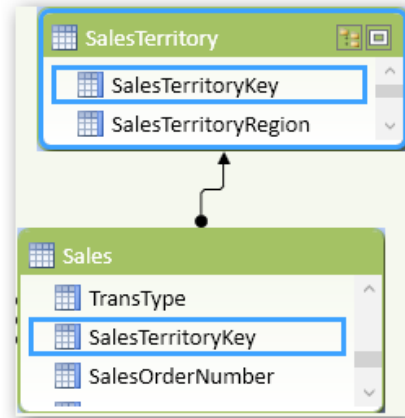 SalesTerritory
SalesTerritoryKey
SalesTerritoryRegion
Sales
TransType
SalesTerritoryKey
SalesOrderNumber